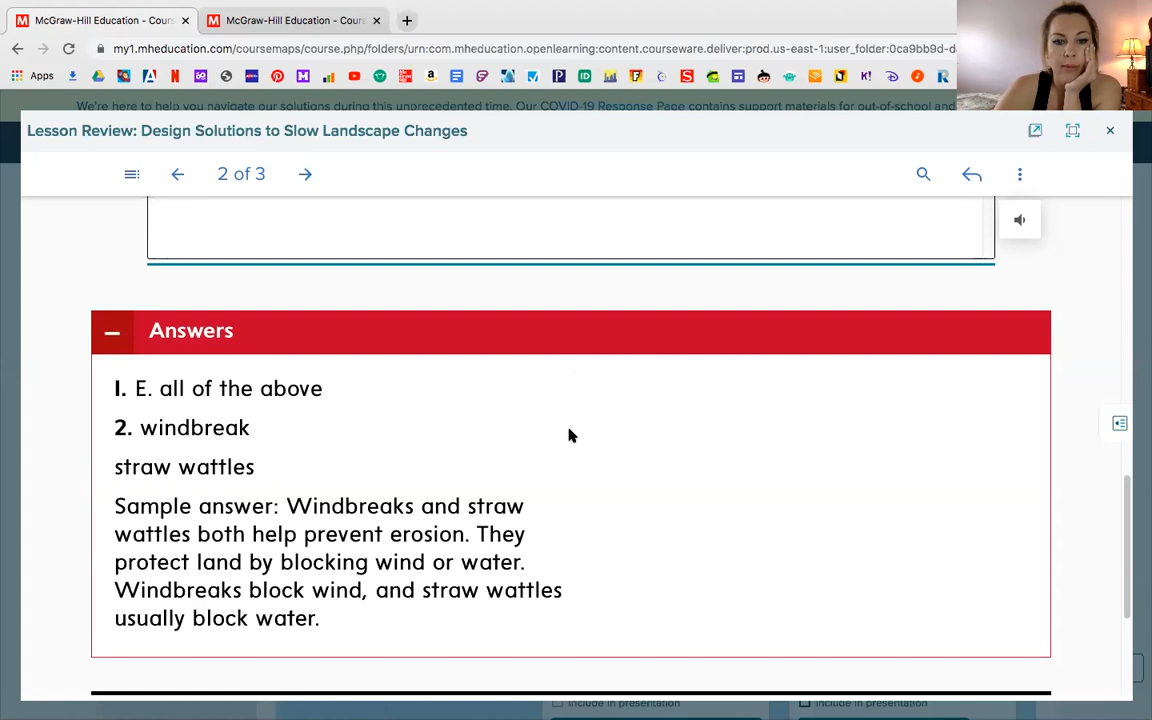 McGraw-Hill Education - Cours
McGraw-Hill Education - Cours
my1.mheducation.com/coursemaps/course.php/folders/urn:com.mheducation.openlearning:content.courseware.deliver:prod.us-east-1:user_folder:0ca9bb9d-d
Apps
We're here to help you navigate our solutions during this unprecedented time. Our COVID-19 Response Page contains support materials for out-of-school and
Lesson Review: Design Solutions to Slow Landscape Changes
2 of 3
Answers
1. E. all of the above
2. windbreak
straw wattles
Sample answer: Windbreaks and straw
wattles both help prevent erosion. They
protect land by blocking wind or water.
Windbreaks block wind, and straw wattles
usually block water.
Include in presentation
Include in presentation